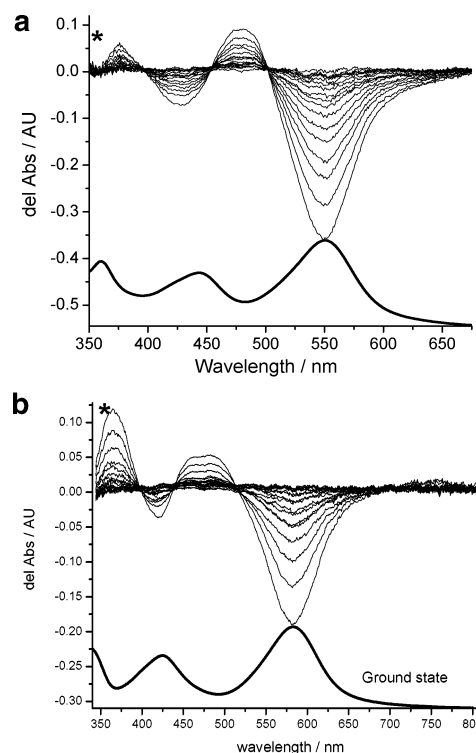 a
*
0.1
0.0
-0.1
-0.2
-0.3
-0.4
-0.5
del Abs / AU
350 400 450 500 550 600 650
Wavelength / nm
b
*
0.10
0.05
0.00
-0.05
-0.10
-0.15
-0.20
-0.25
-0.30
del Abs / AU
Ground state
350 400 450 500 550 600 650 700 750 80
wavelength / nm